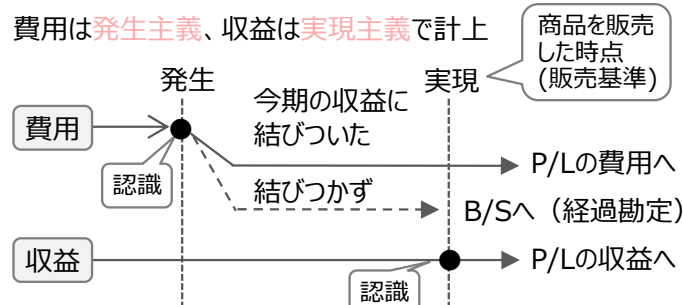 費用は発生主義、収益は実現主義で計上
商品を販売
した時点
(販売基準)
発生
実現
今期の収益に
結びついた
費用
認識
P/Lの費用へ
結びつかず
B/Sへ（経過勘定）
収益
P/Lの収益へ
認識